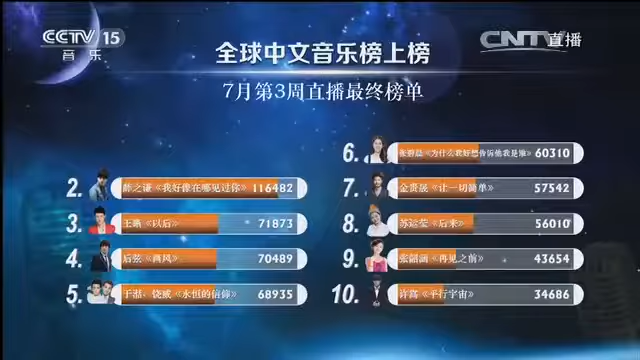 CCTV 15
音乐
CNTV直播
全球中文音乐榜上榜
7月第3周直播最终榜单
2. 薛之谦《我好像在哪见过你》 116482
3. 王皓《以后》 71873
4. 后弦《画风》 70489
5. 于湉、饶威《永恒的信仰》 68935
6. 张碧晨《为什么我好想告诉他我是谁》 60310
7. 金贵晟《让一切简单》 57542
8. 苏运莹《后来》 56010
9. 张韶涵《再见之前》 43654
10. 许嵩《平行宇宙》 34686